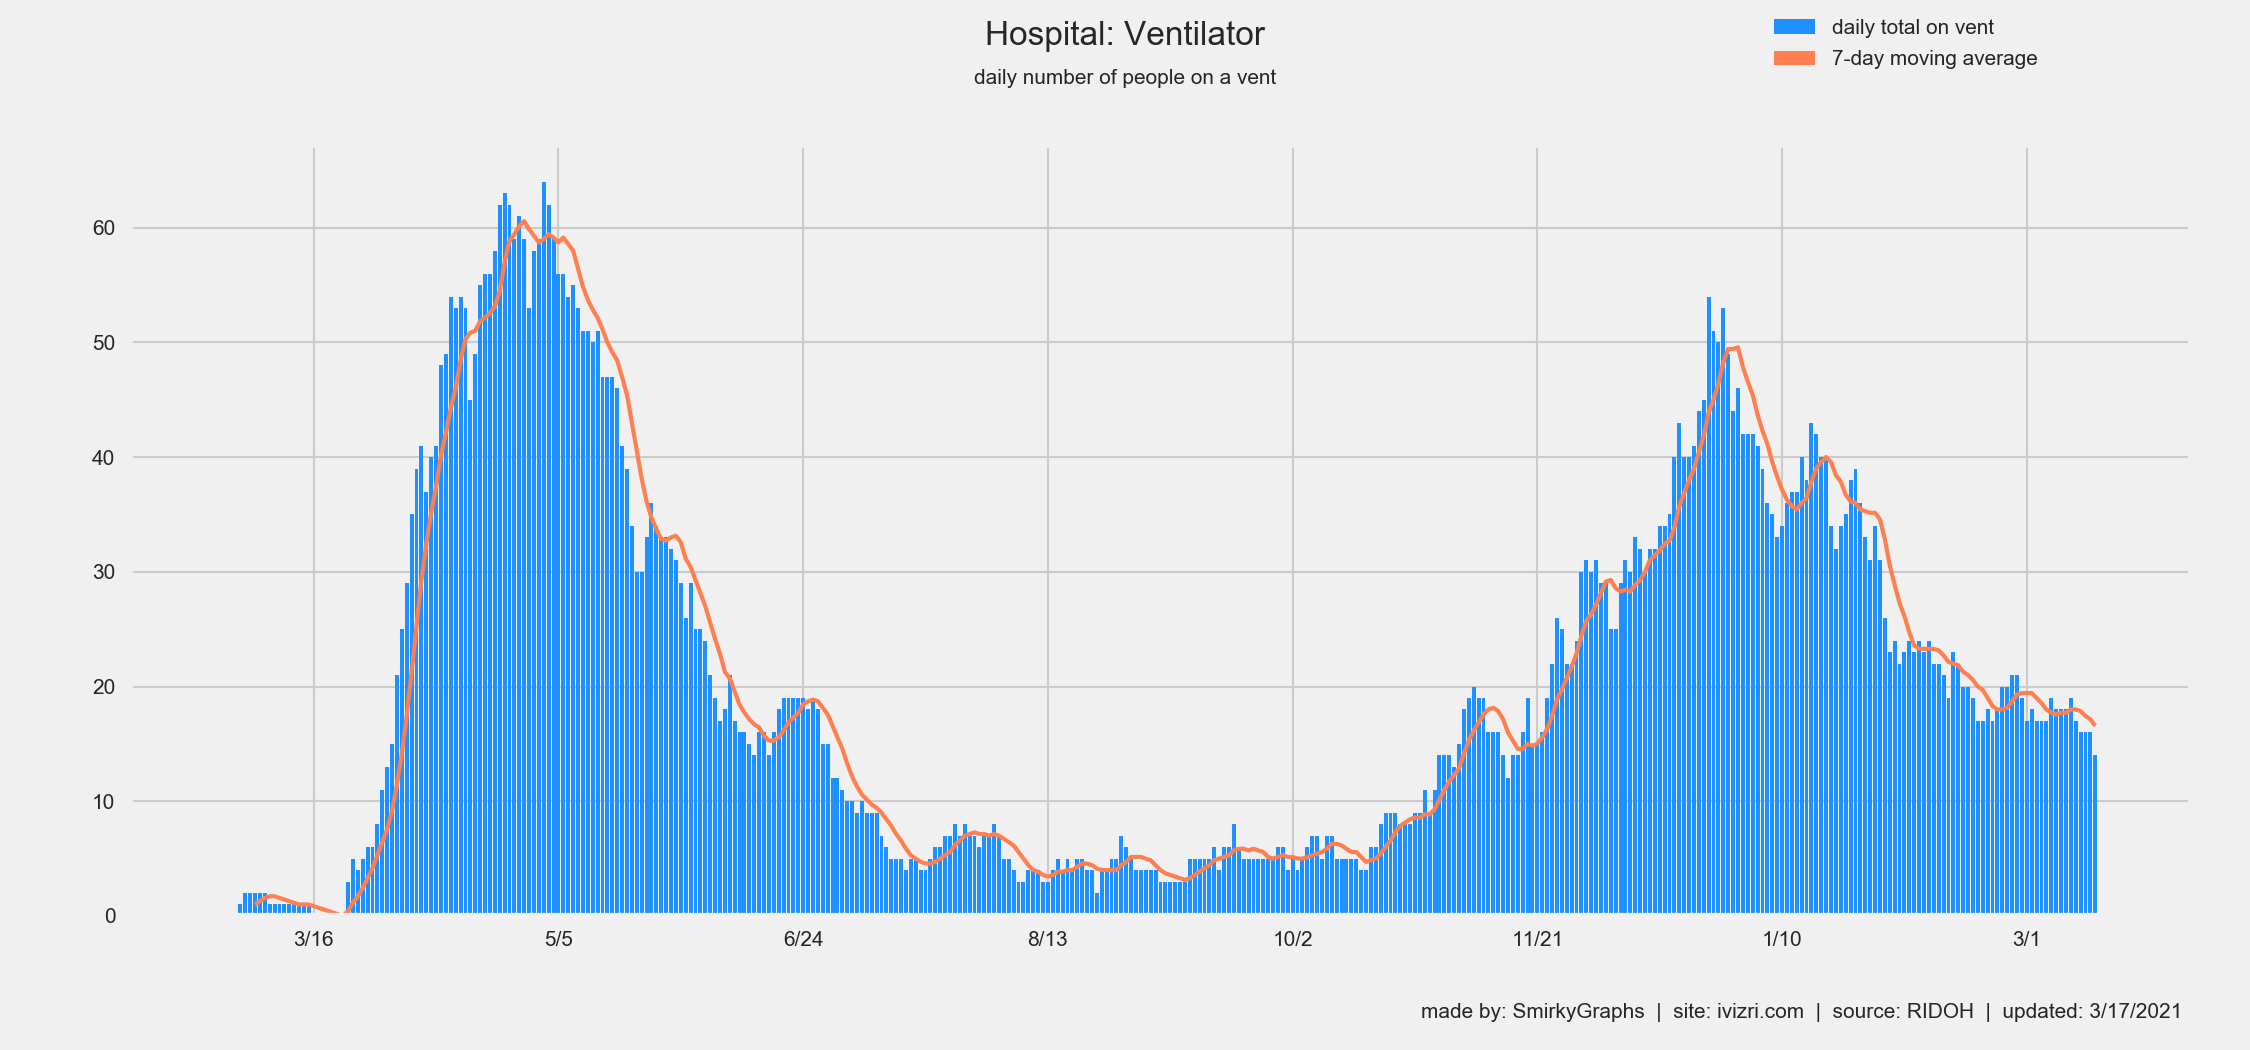 Hospital: Ventilator
daily number of people on a vent
daily total on vent
7-day moving average
60
50
40
30
20
10
0
3/16 5/5 6/24 8/13 10/2 11/21 1/10 3/1
made by: SmirkyGraphs | site: ivizri.com | source: RIDOH | updated: 3/17/2021